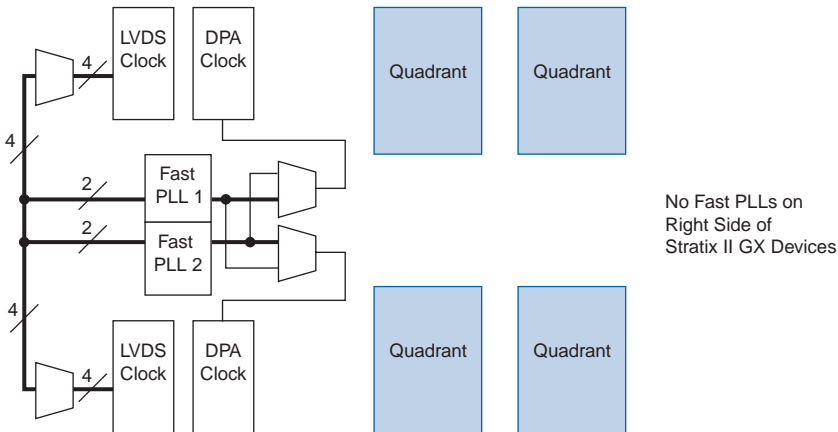 LVDS
Clock
DPA
Clock
Quadrant
Quadrant
4
4
2
Fast
PLL 1
2
Fast
PLL 2
No Fast PLLs on
Right Side of
Stratix II GX Devices
4
4
LVDS
Clock
DPA
Clock
Quadrant
Quadrant